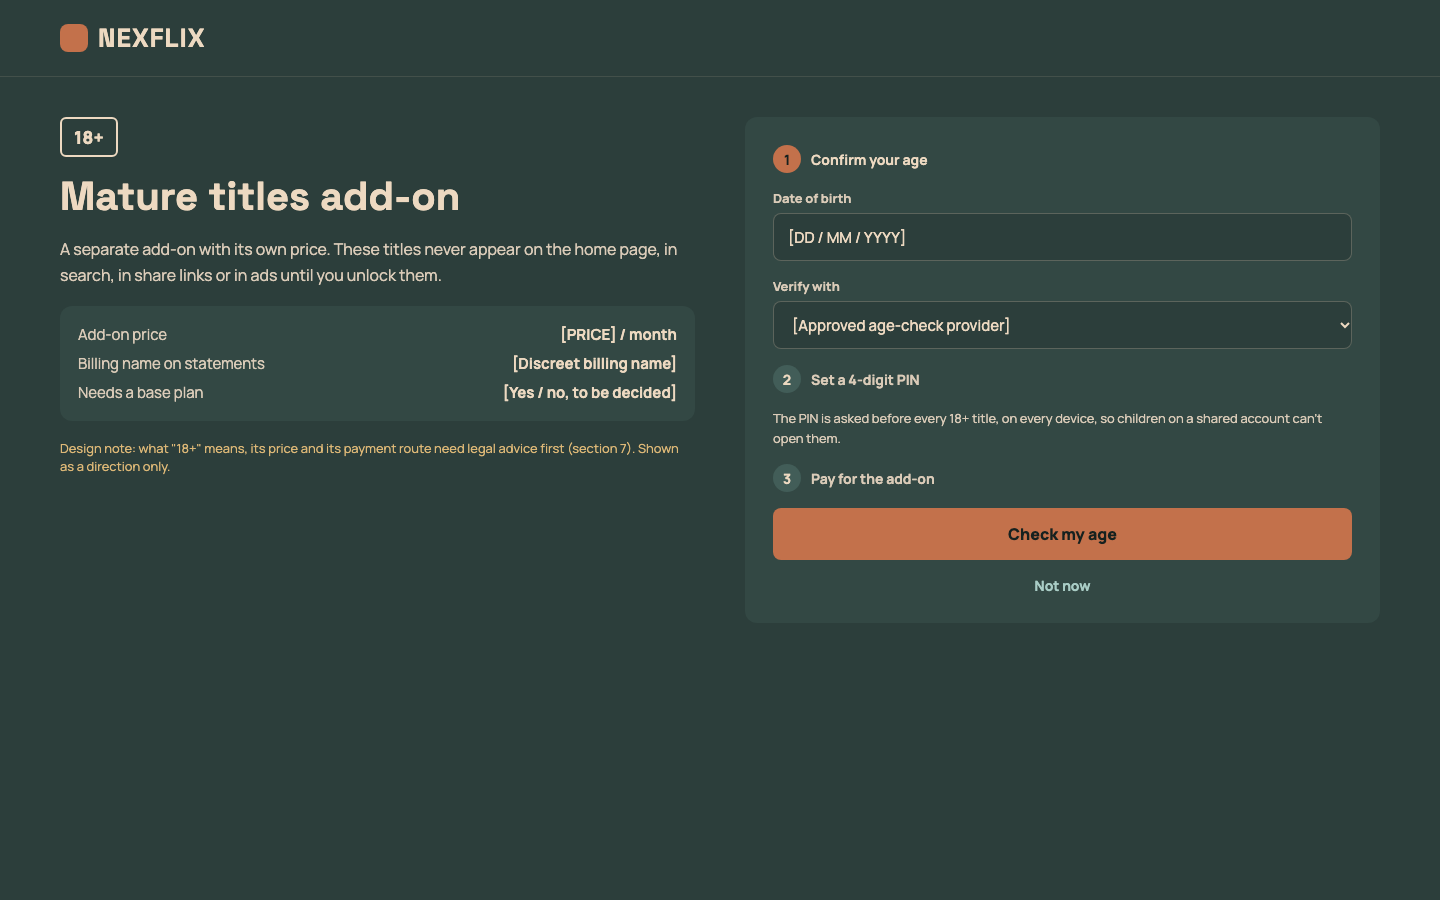 NEXFLIX
18+
Mature titles add-on
A separate add-on with its own price. These titles never appear on the home page, in
search, in share links or in ads until you unlock them.
Add-on price [PRICE] / month
Billing name on statements [Discreet billing name]
Needs a base plan [Yes / no, to be decided]
Design note: what "18+" means, its price and its payment route need legal advice first (section 7). Shown
as a direction only.
1 Confirm your age
Date of birth
[DD / MM / YYYY]
Verify with
[Approved age-check provider]
2 Set a 4-digit PIN
The PIN is asked before every 18+ title, on every device, so children on a shared account can't
open them.
3 Pay for the add-on
Check my age
Not now